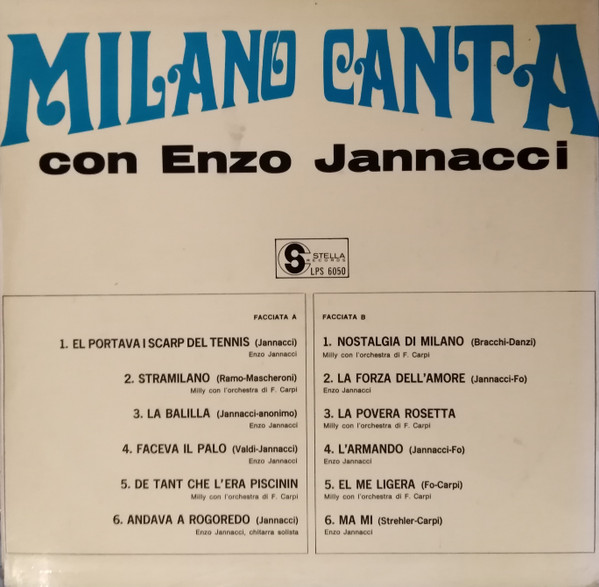 MILANO CANTA
con Enzo Jannacci
STELLA
RECORDS
LPS 6050
FACCIATA A
1. EL PORTAVA I SCARP DEL TENNIS (Jannacci)
Enzo Jannacci
2. STRAMILANO (Ramo-Mascheroni)
Milly con l'orchestra di F. Carpi
3. LA BALILLA (Jannacci-anonimo)
Enzo Jannacci
4. FACEVA IL PALO (Valdi-Jannacci)
Enzo Jannacci
5. DE TANT CHE L'ERA PISCININ
Milly con l'orchestra di F. Carpi
6. ANDAVA A ROGOREDO (Jannacci)
Enzo Jannacci, chitarra solista
FACCIATA B
1. NOSTALGIA DI MILANO (Bracchi-Danzi)
Milly con l'orchestra di F. Carpi
2. LA FORZA DELL'AMORE (Jannacci-Fo)
Enzo Jannacci
3. LA POVERA ROSETTA
Milly con l'orchestra di F. Carpi
4. L'ARMANDO (Jannacci-Fo)
Enzo Jannacci
5. EL ME LIGERA (Fo-Carpi)
Milly con l'orchestra di F. Carpi
6. MA MI (Strehler-Carpi)
Enzo Jannacci